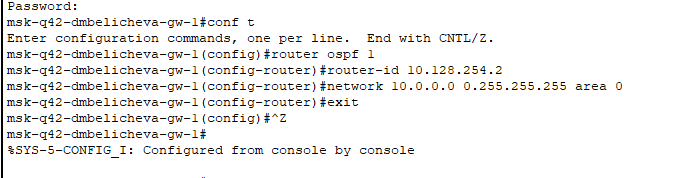 Password:
msk-q42-dmbelicheva-gw-1#conf t
Enter configuration commands, one per line.  End with CNTL/Z.
msk-q42-dmbelicheva-gw-1(config)#router ospf 1
msk-q42-dmbelicheva-gw-1(config-router)#router-id 10.128.254.2
msk-q42-dmbelicheva-gw-1(config-router)#network 10.0.0.0 0.255.255.255 area 0
msk-q42-dmbelicheva-gw-1(config-router)#exit
msk-q42-dmbelicheva-gw-1(config)#^Z
msk-q42-dmbelicheva-gw-1#
%SYS-5-CONFIG_I: Configured from console by console